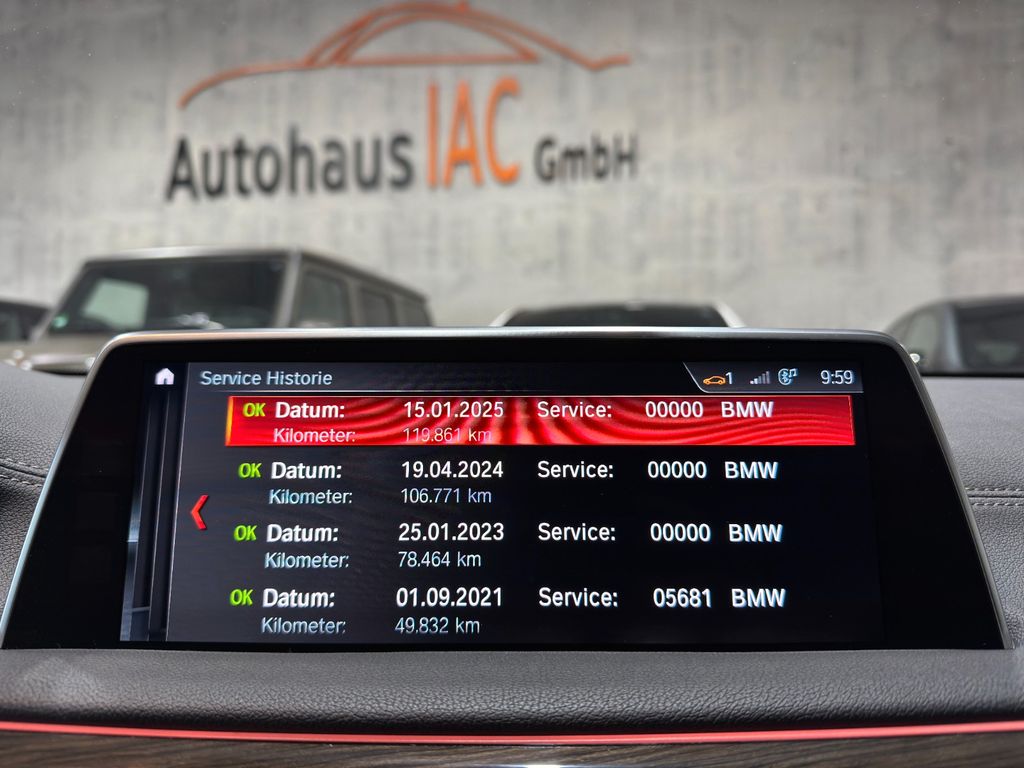 Autohaus IAC GmbH
Service Historie 1 9:59
OK Datum: 15.01.2025 Service: 00000 BMW
Kilometer: 119.861 km
OK Datum: 19.04.2024 Service: 00000 BMW
Kilometer: 106.771 km
OK Datum: 25.01.2023 Service: 00000 BMW
Kilometer: 78.464 km
OK Datum: 01.09.2021 Service: 05681 BMW
Kilometer: 49.832 km